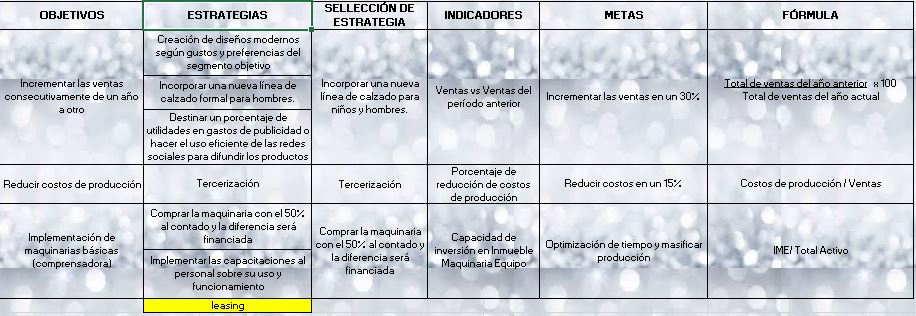 OBJETIVOS
ESTRATEGIAS
SELLECCIÓN DE
ESTRATEGIA
INDICADORES
METAS
FÓRMULA
Incrementar las ventas
consecutivamente de un año
a otro
Creación de diseños modernos
según gustos y preferencias del
segmento objetivo
Incorporar una nueva línea de
calzado formal para hombres.
Destinar un porcentaje de
utilidades en gastos de publicidad o
hacer el uso eficiente de las redes
sociales para difundir los productos
Incorporar una nueva
línea de calzado para
niños y hombres.
Ventas vs Ventas del
período anterior
Incrementar las ventas en un 30%
Total de ventas del año anterior x 100
Total de ventas del año actual
Reducir costos de producción
Tercerización
Tercerización
Porcentaje de
reducción de costos
de producción
Reducir costos en un 15%
Costos de producción / Ventas
Implementación de
maquinarias básicas
(comprensadora)
Comprar la maquinaria con el 50%
al contado y la diferencia será
financiada
Implementar las capacitaciones al
personal sobre su uso y
funcionamiento
Comprar la maquinaria
con el 50% al contado y
la diferencia será
financiada
Capacidad de
inversión en Inmueble
Maquinaria Equipo
Optimización de tiempo y masificar
producción
IME/ Total Activo
leasing